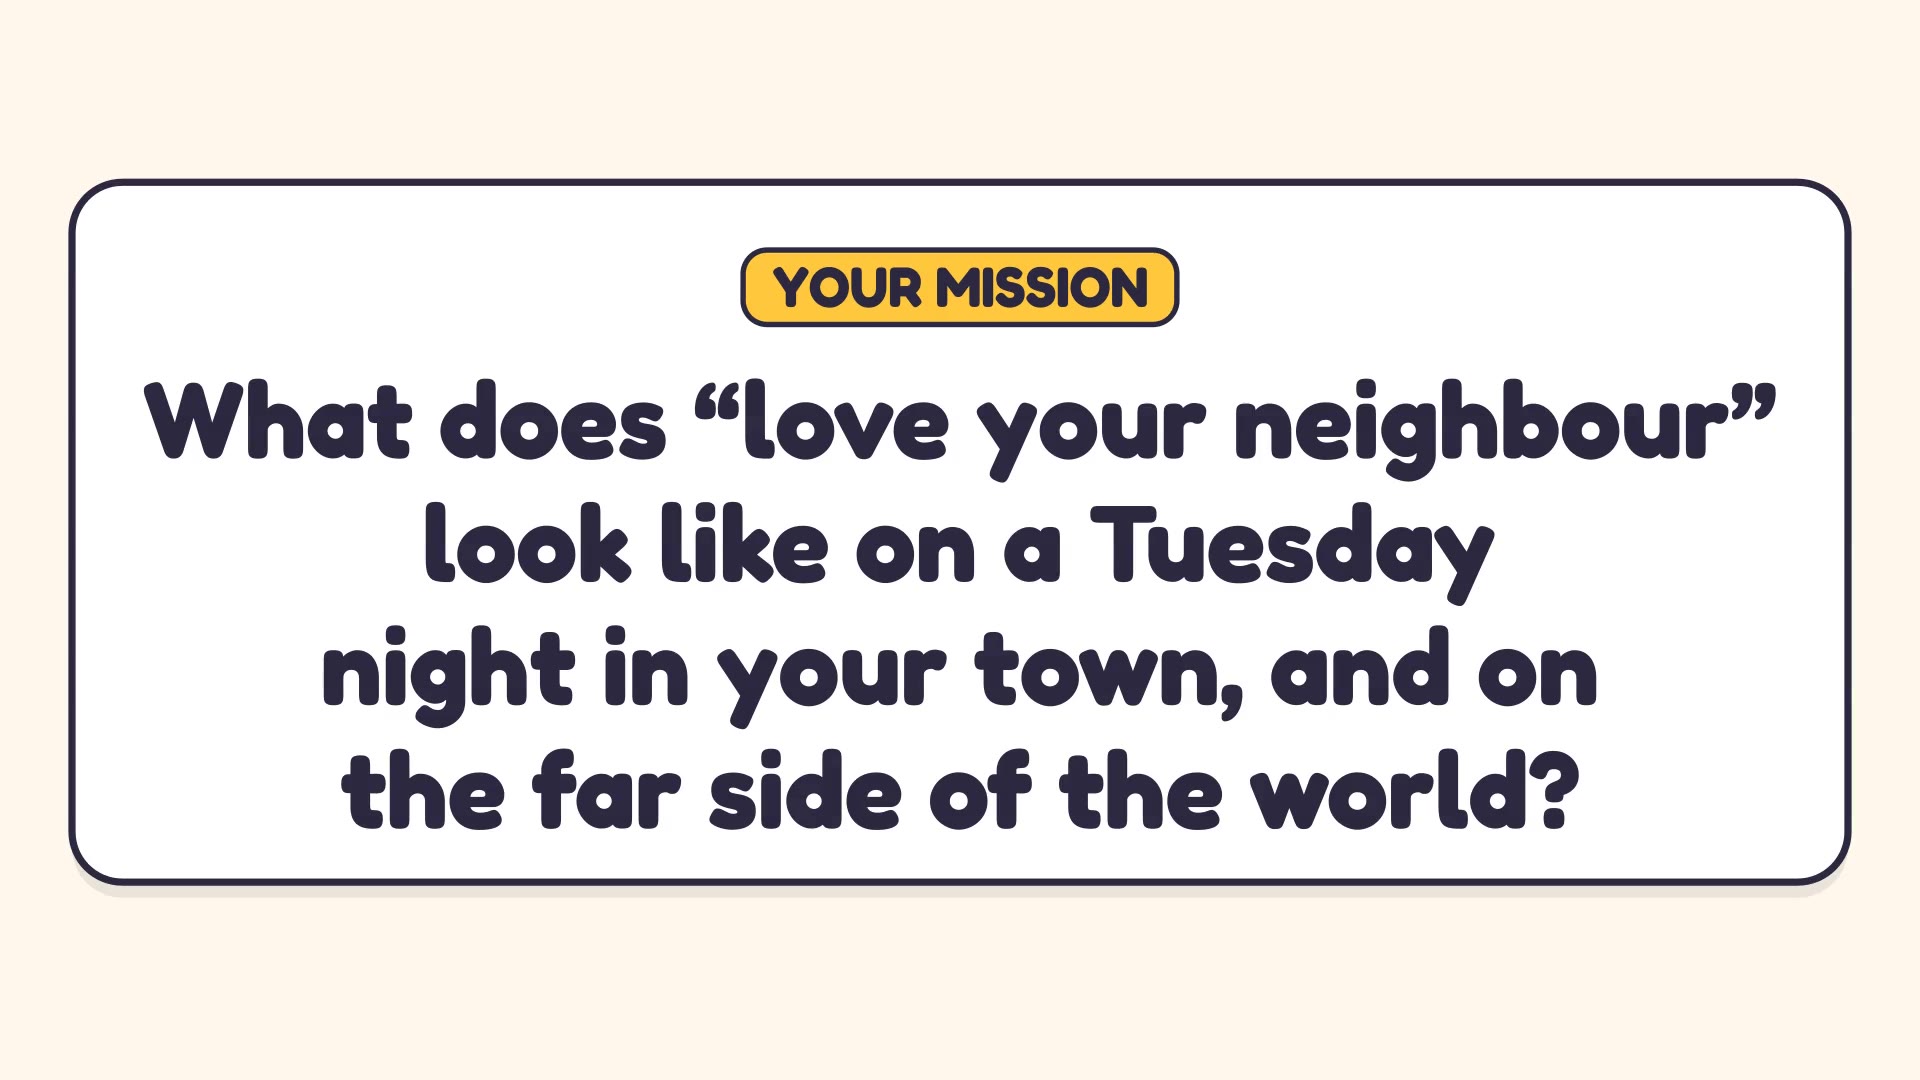 YOUR MISSION
What does “love your neighbour”
look like on a Tuesday
night in your town, and on
the far side of the world?